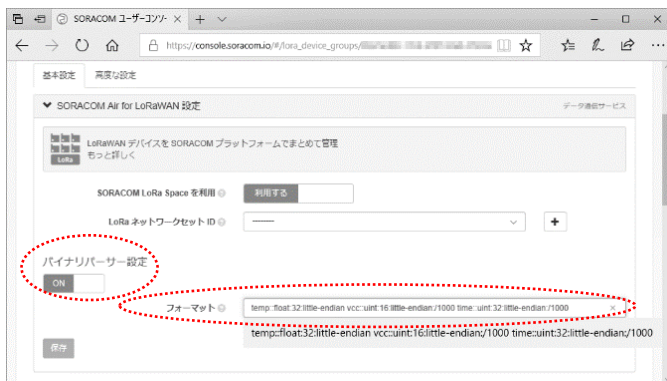 SORACOM ユーザーコンソ-
https://console.soracom.io/#/lora_device_groups/
基本設定 高度な設定
SORACOM Air for LoRaWAN 設定 データ通信サービス
LoRaWAN デバイスを SORACOM プラットフォームでまとめて管理
もっと詳しく
LoRa
SORACOM LoRa Space を利用 利用する
LoRa ネットワークセット ID ——
バイナリパーサー設定
ON
フォーマット temp::float:32:little-endian vcc::uint:16:little-endian:/1000 time::uint:32:little-endian:/1000
temp::float:32:little-endian vcc::uint:16:little-endian:/1000 time::uint:32:little-endian:/1000
保存